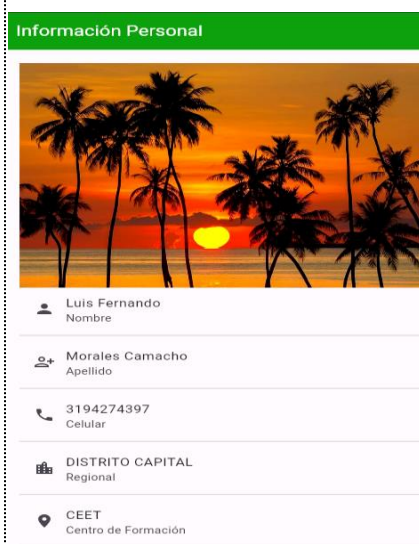 Información Personal
Luis Fernando
Nombre
Morales Camacho
Apellido
3194274397
Celular
DISTRITO CAPITAL
Regional
CEET
Centro de Formación